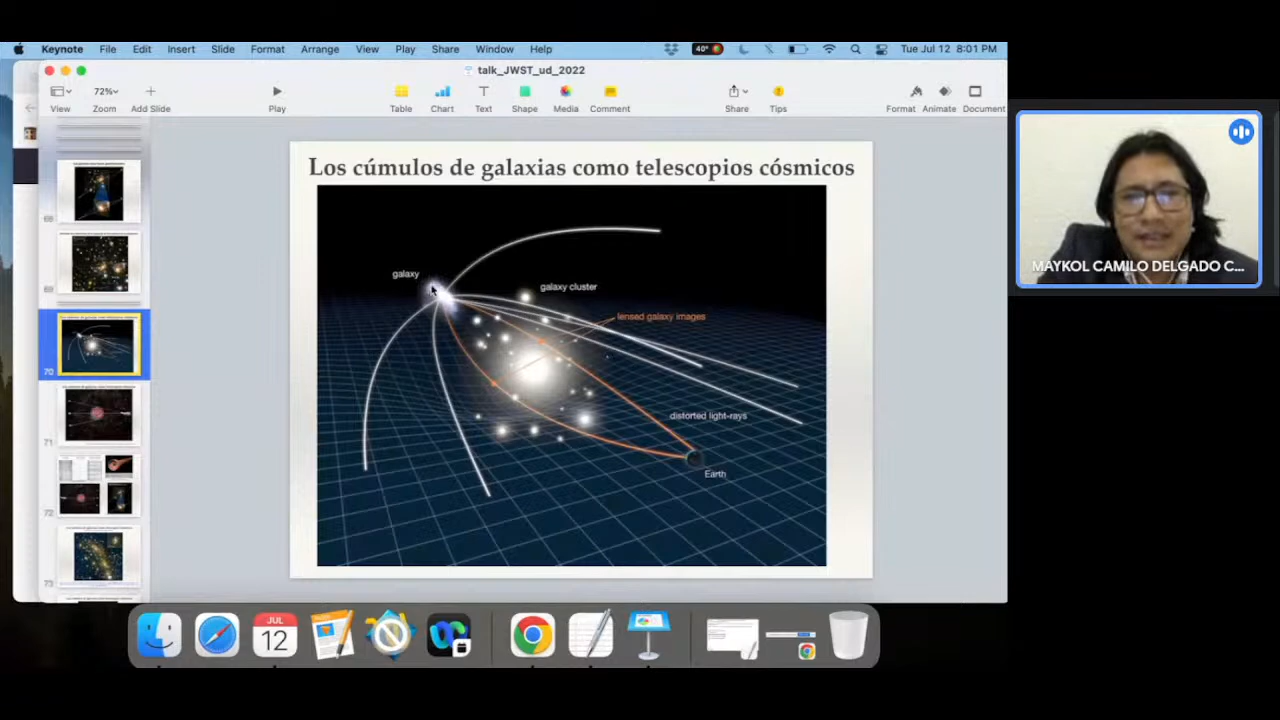 Keynote File Edit Insert Slide Format Arrange View Play Share Window Help 40° Tue Jul 12 8:01 PM
talk_JWST_ud_2022
72%
View Zoom Add Slide Play Table Chart Text Shape Media Comment Share Tips Format Animate Document
Los cúmulos de galaxias como telescopios cósmicos
galaxy
galaxy cluster
lensed galaxy images
distorted light-rays
Earth
68
69
70
71
72
73
MAYKOL CAMILO DELGADO C...
JUL
12